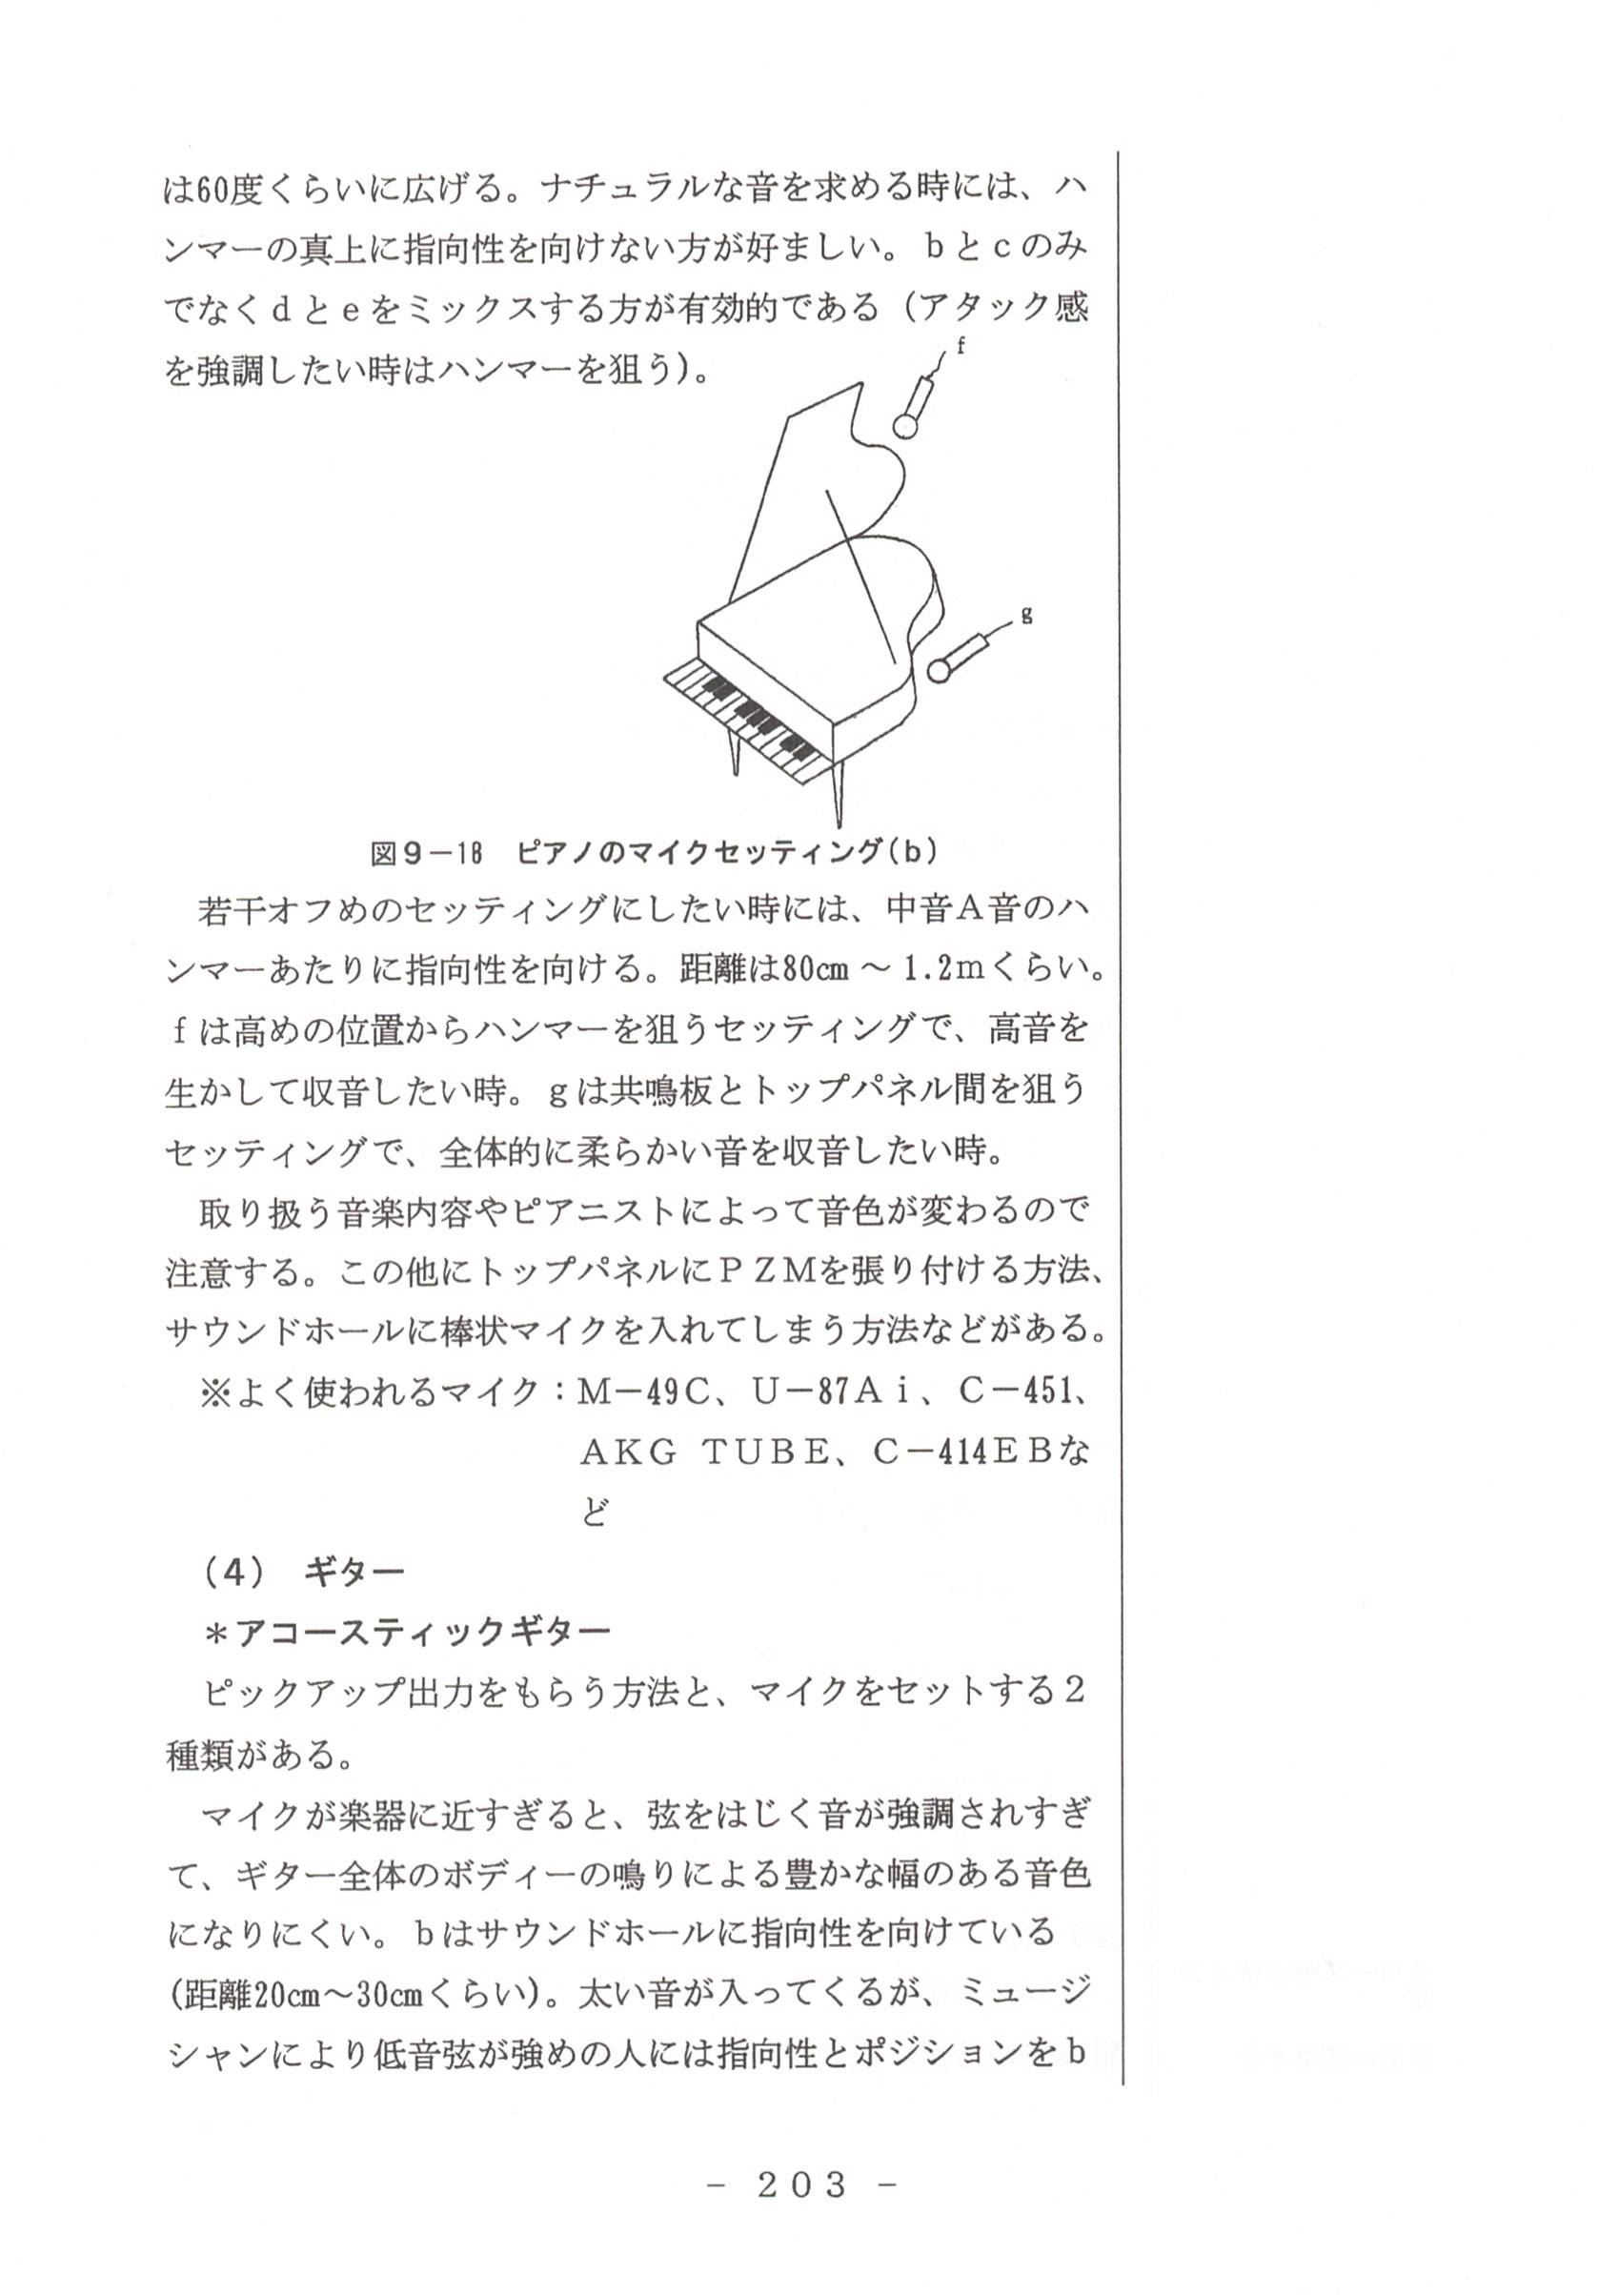 は60度くらいに広げる。ナチュラルな音を求める時には、ハ
ンマーの真上に指向性を向けない方が好ましい。ｂとｃのみ
でなくｄとｅをミックスする方が有効的である（アタック感
を強調したい時はハンマーを狙う）。
f
g
図９－18　ピアノのマイクセッティング(b)
　若干オフめのセッティングにしたい時には、中音Ａ音のハ
ンマーあたりに指向性を向ける。距離は80cm ～ 1.2ｍくらい。
ｆは高めの位置からハンマーを狙うセッティングで、高音を
生かして収音したい時。ｇは共鳴板とトップパネル間を狙う
セッティングで、全体的に柔らかい音を収音したい時。
　取り扱う音楽内容やピアニストによって音色が変わるので
注意する。この他にトップパネルにＰＺＭを張り付ける方法、
サウンドホールに棒状マイクを入れてしまう方法などがある。
　※よく使われるマイク：Ｍ－49Ｃ、Ｕ－87Ａｉ、Ｃ－451、
ＡＫＧ ＴＵＢＥ、Ｃ－414ＥＢな
ど
（４）　ギター
＊アコースティックギター
　ピックアップ出力をもらう方法と、マイクをセットする２
種類がある。
　マイクが楽器に近すぎると、弦をはじく音が強調されすぎ
て、ギター全体のボディーの鳴りによる豊かな幅のある音色
になりにくい。ｂはサウンドホールに指向性を向けている
(距離20cm～30cmくらい)。太い音が入ってくるが、ミュージ
シャンにより低音弦が強めの人には指向性とポジションをｂ
－ ２０３ －